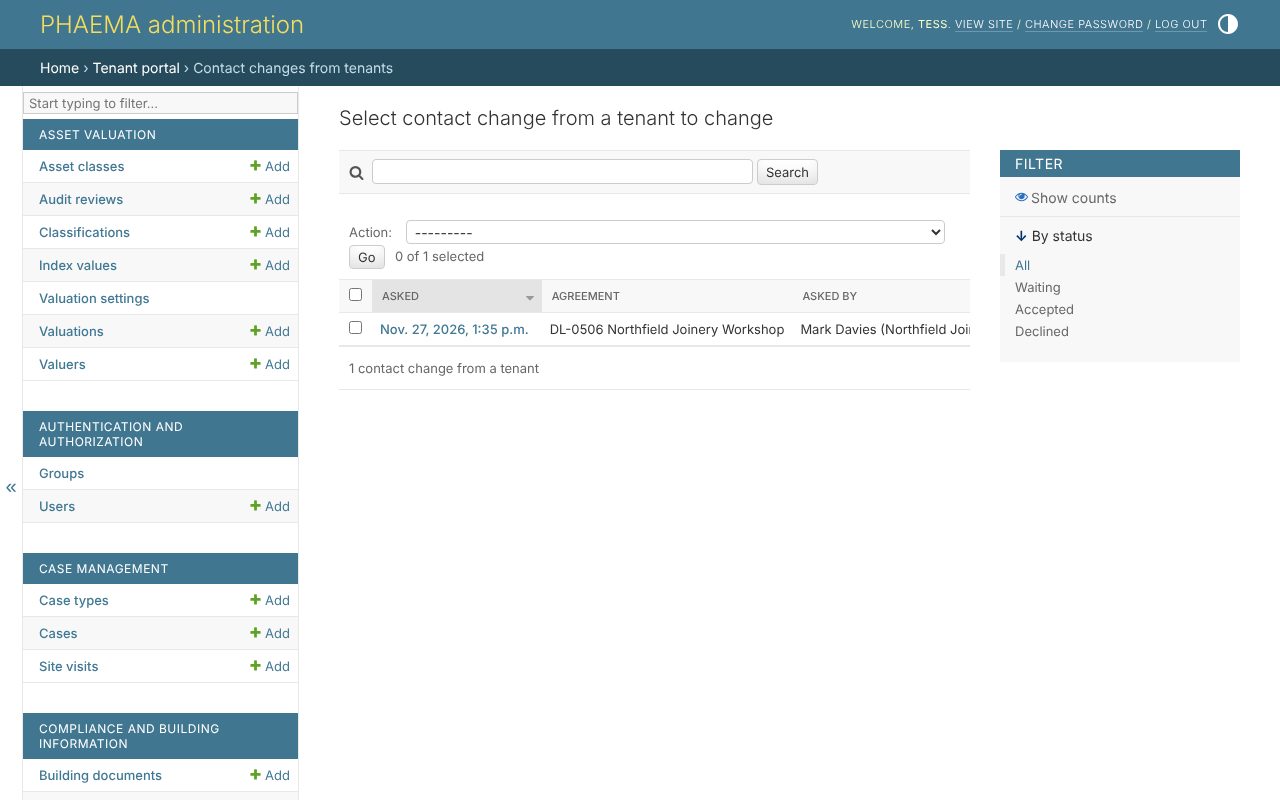 PHAEMA administration
WELCOME, TESS. VIEW SITE / CHANGE PASSWORD / LOG OUT
Home › Tenant portal › Contact changes from tenants
Start typing to filter...
ASSET VALUATION
Asset classes Add
Audit reviews Add
Classifications Add
Index values Add
Valuation settings
Valuations Add
Valuers Add
AUTHENTICATION AND
AUTHORIZATION
Groups
Users Add
CASE MANAGEMENT
Case types Add
Cases Add
Site visits Add
COMPLIANCE AND BUILDING
INFORMATION
Building documents Add
«
Select contact change from a tenant to change
Search
Action: ---------
Go 0 of 1 selected
ASKED AGREEMENT ASKED BY
Nov. 27, 2026, 1:35 p.m. DL-0506 Northfield Joinery Workshop Mark Davies (Northfield Joi
1 contact change from a tenant
FILTER
Show counts
By status
All
Waiting
Accepted
Declined